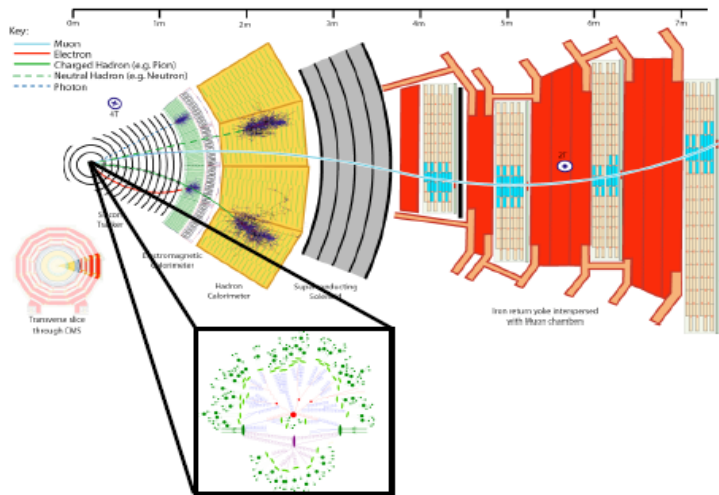 0m 1m 2m 3m 4m 5m 6m 7m
Key:
Muon
Electron
Charged Hadron (e.g. Pion)
Neutral Hadron (e.g. Neutron)
Photon
4T
2T
Silicon
Tracker
Electromagnetic
Calorimeter
Hadron
Calorimeter
Superconducting
Solenoid
Iron return yoke interspersed
with Muon chambers
Transverse slice
through CMS